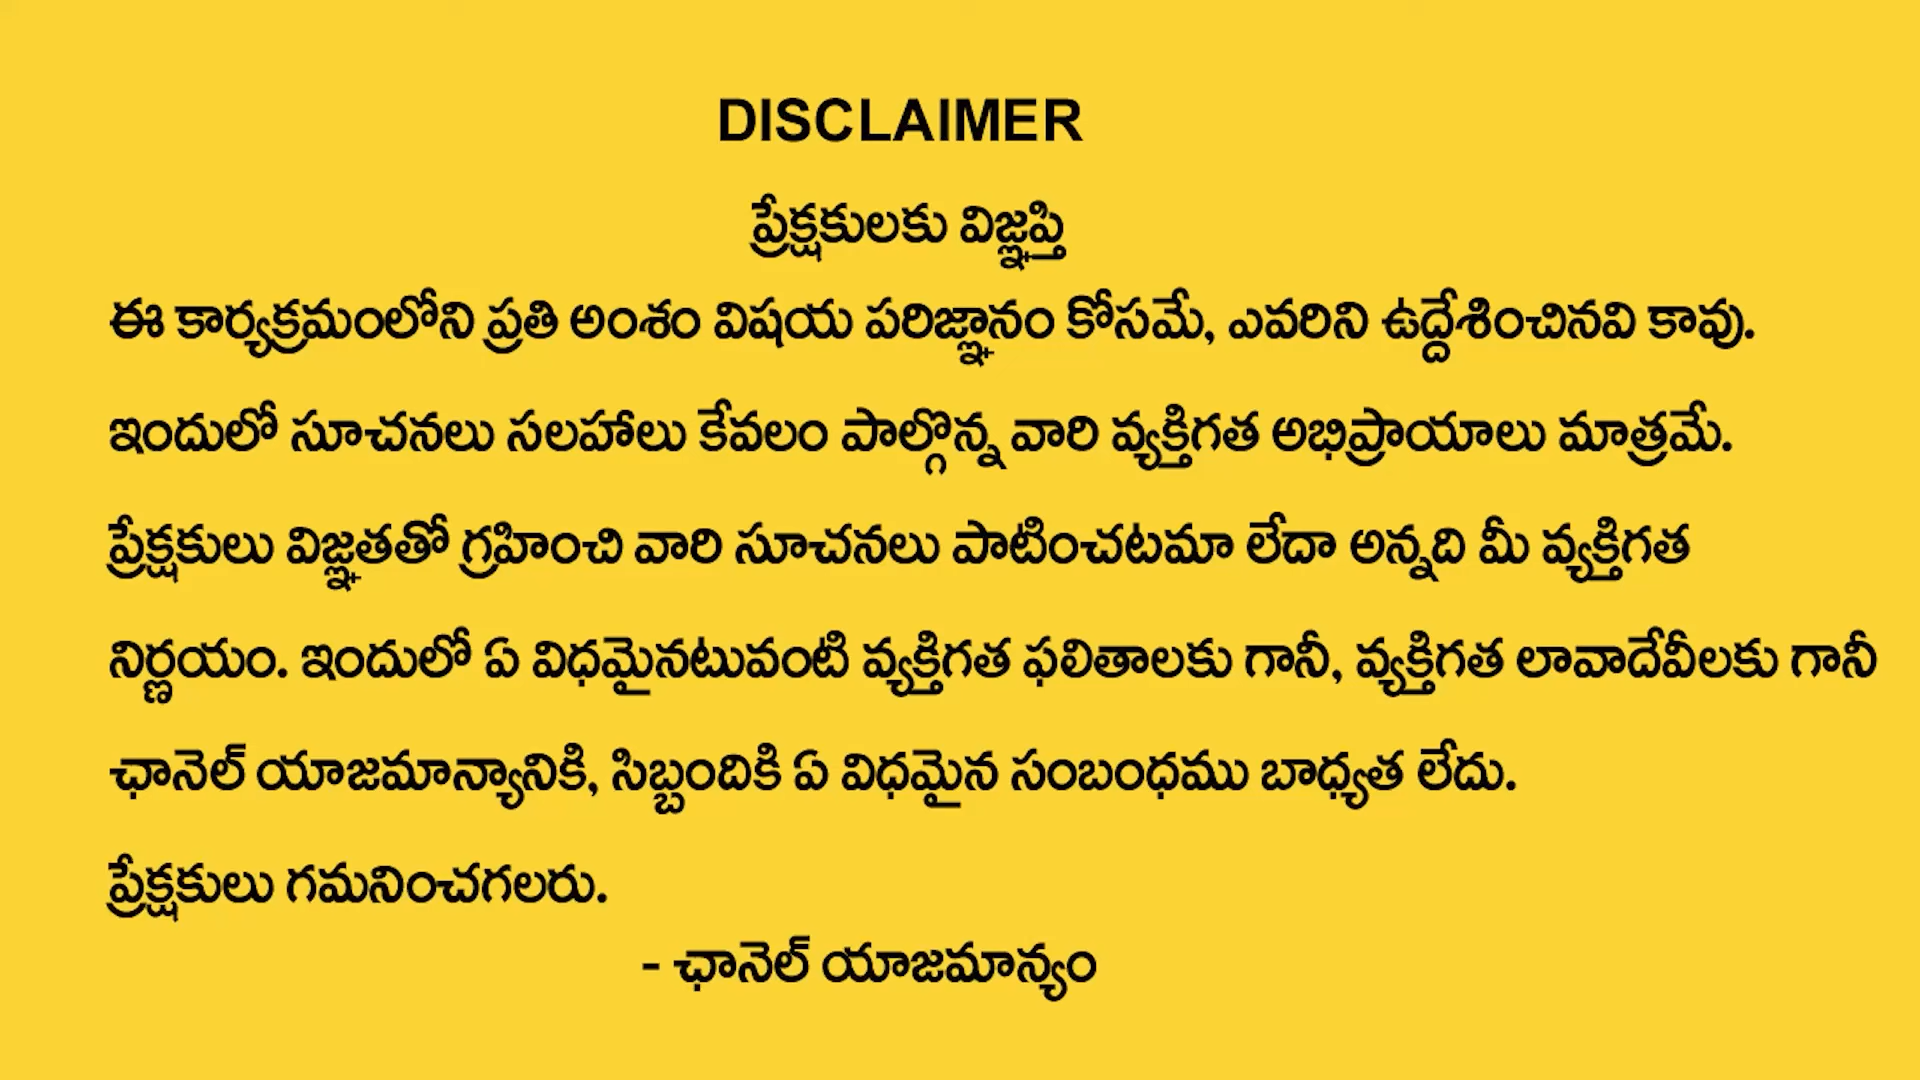 DISCLAIMER
ప్రేక్షకులకు విజ్ఞప్తి
ఈ కార్యక్రమంలోని ప్రతి అంశం విషయ పరిజ్ఞానం కోసమే, ఎవరిని ఉద్దేశించినవి కావు.
ఇందులో సూచనలు సలహాలు కేవలం పాల్గొన్న వారి వ్యక్తిగత అభిప్రాయాలు మాత్రమే.
ప్రేక్షకులు విజ్ఞతతో గ్రహించి వారి సూచనలు పాటించటమా లేదా అన్నది మీ వ్యక్తిగత
నిర్ణయం. ఇందులో ఏ విధమైనటువంటి వ్యక్తిగత ఫలితాలకు గానీ, వ్యక్తిగత లావాదేవీలకు గానీ
ఛానెల్ యాజమాన్యానికి, సిబ్బందికి ఏ విధమైన సంబంధము బాధ్యత లేదు.
ప్రేక్షకులు గమనించగలరు.
- ఛానెల్ యాజమాన్యం